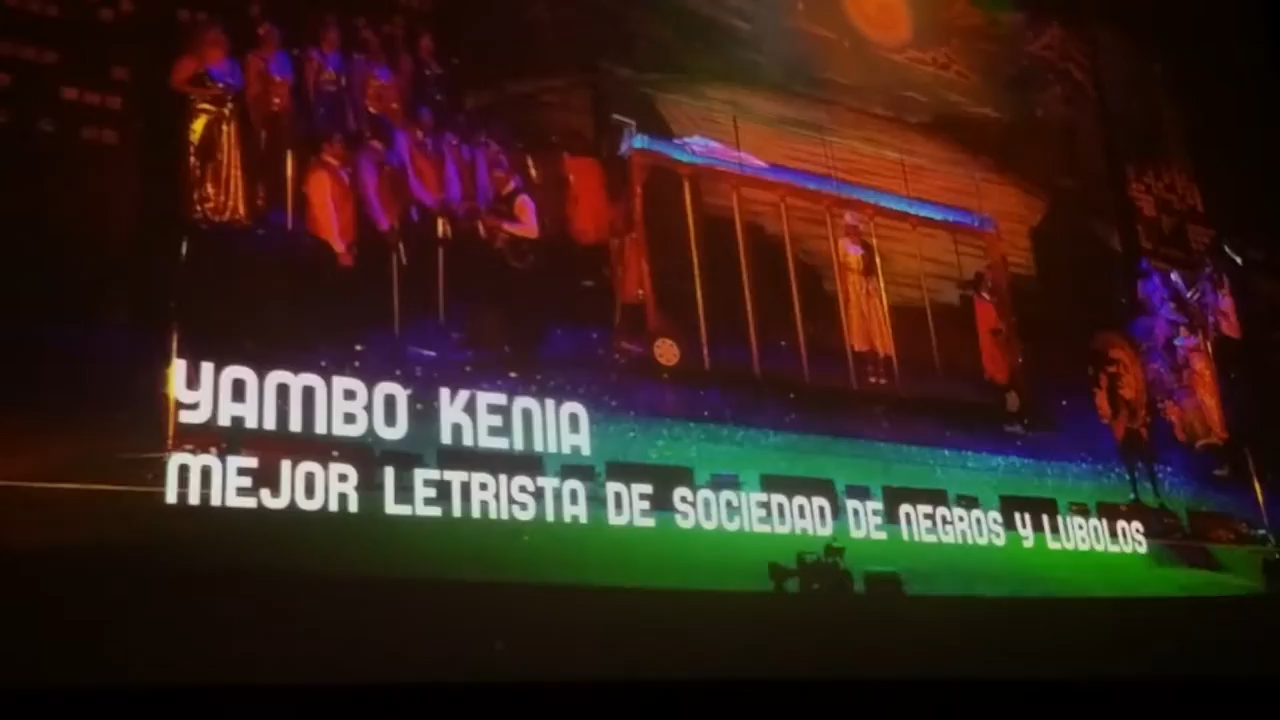 YAMBO KENIA
MEJOR LETRISTA DE SOCIEDAD DE NEGROS Y LUBOLOS